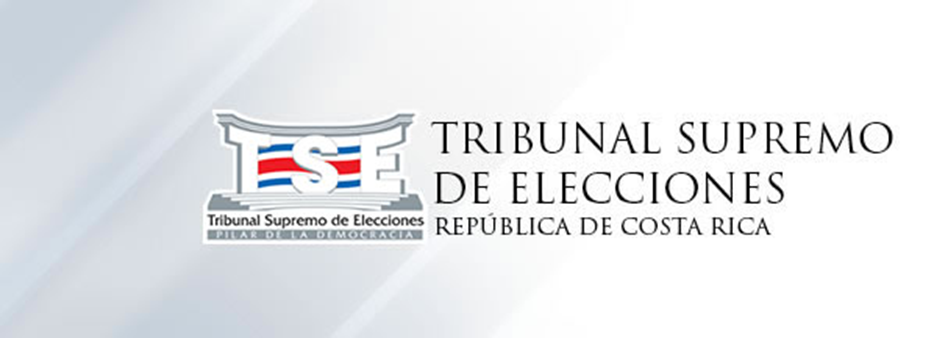 TSE
Tribunal Supremo de Elecciones
PILAR DE LA DEMOCRACIA
TRIBUNAL SUPREMO
DE ELECCIONES
REPÚBLICA DE COSTA RICA